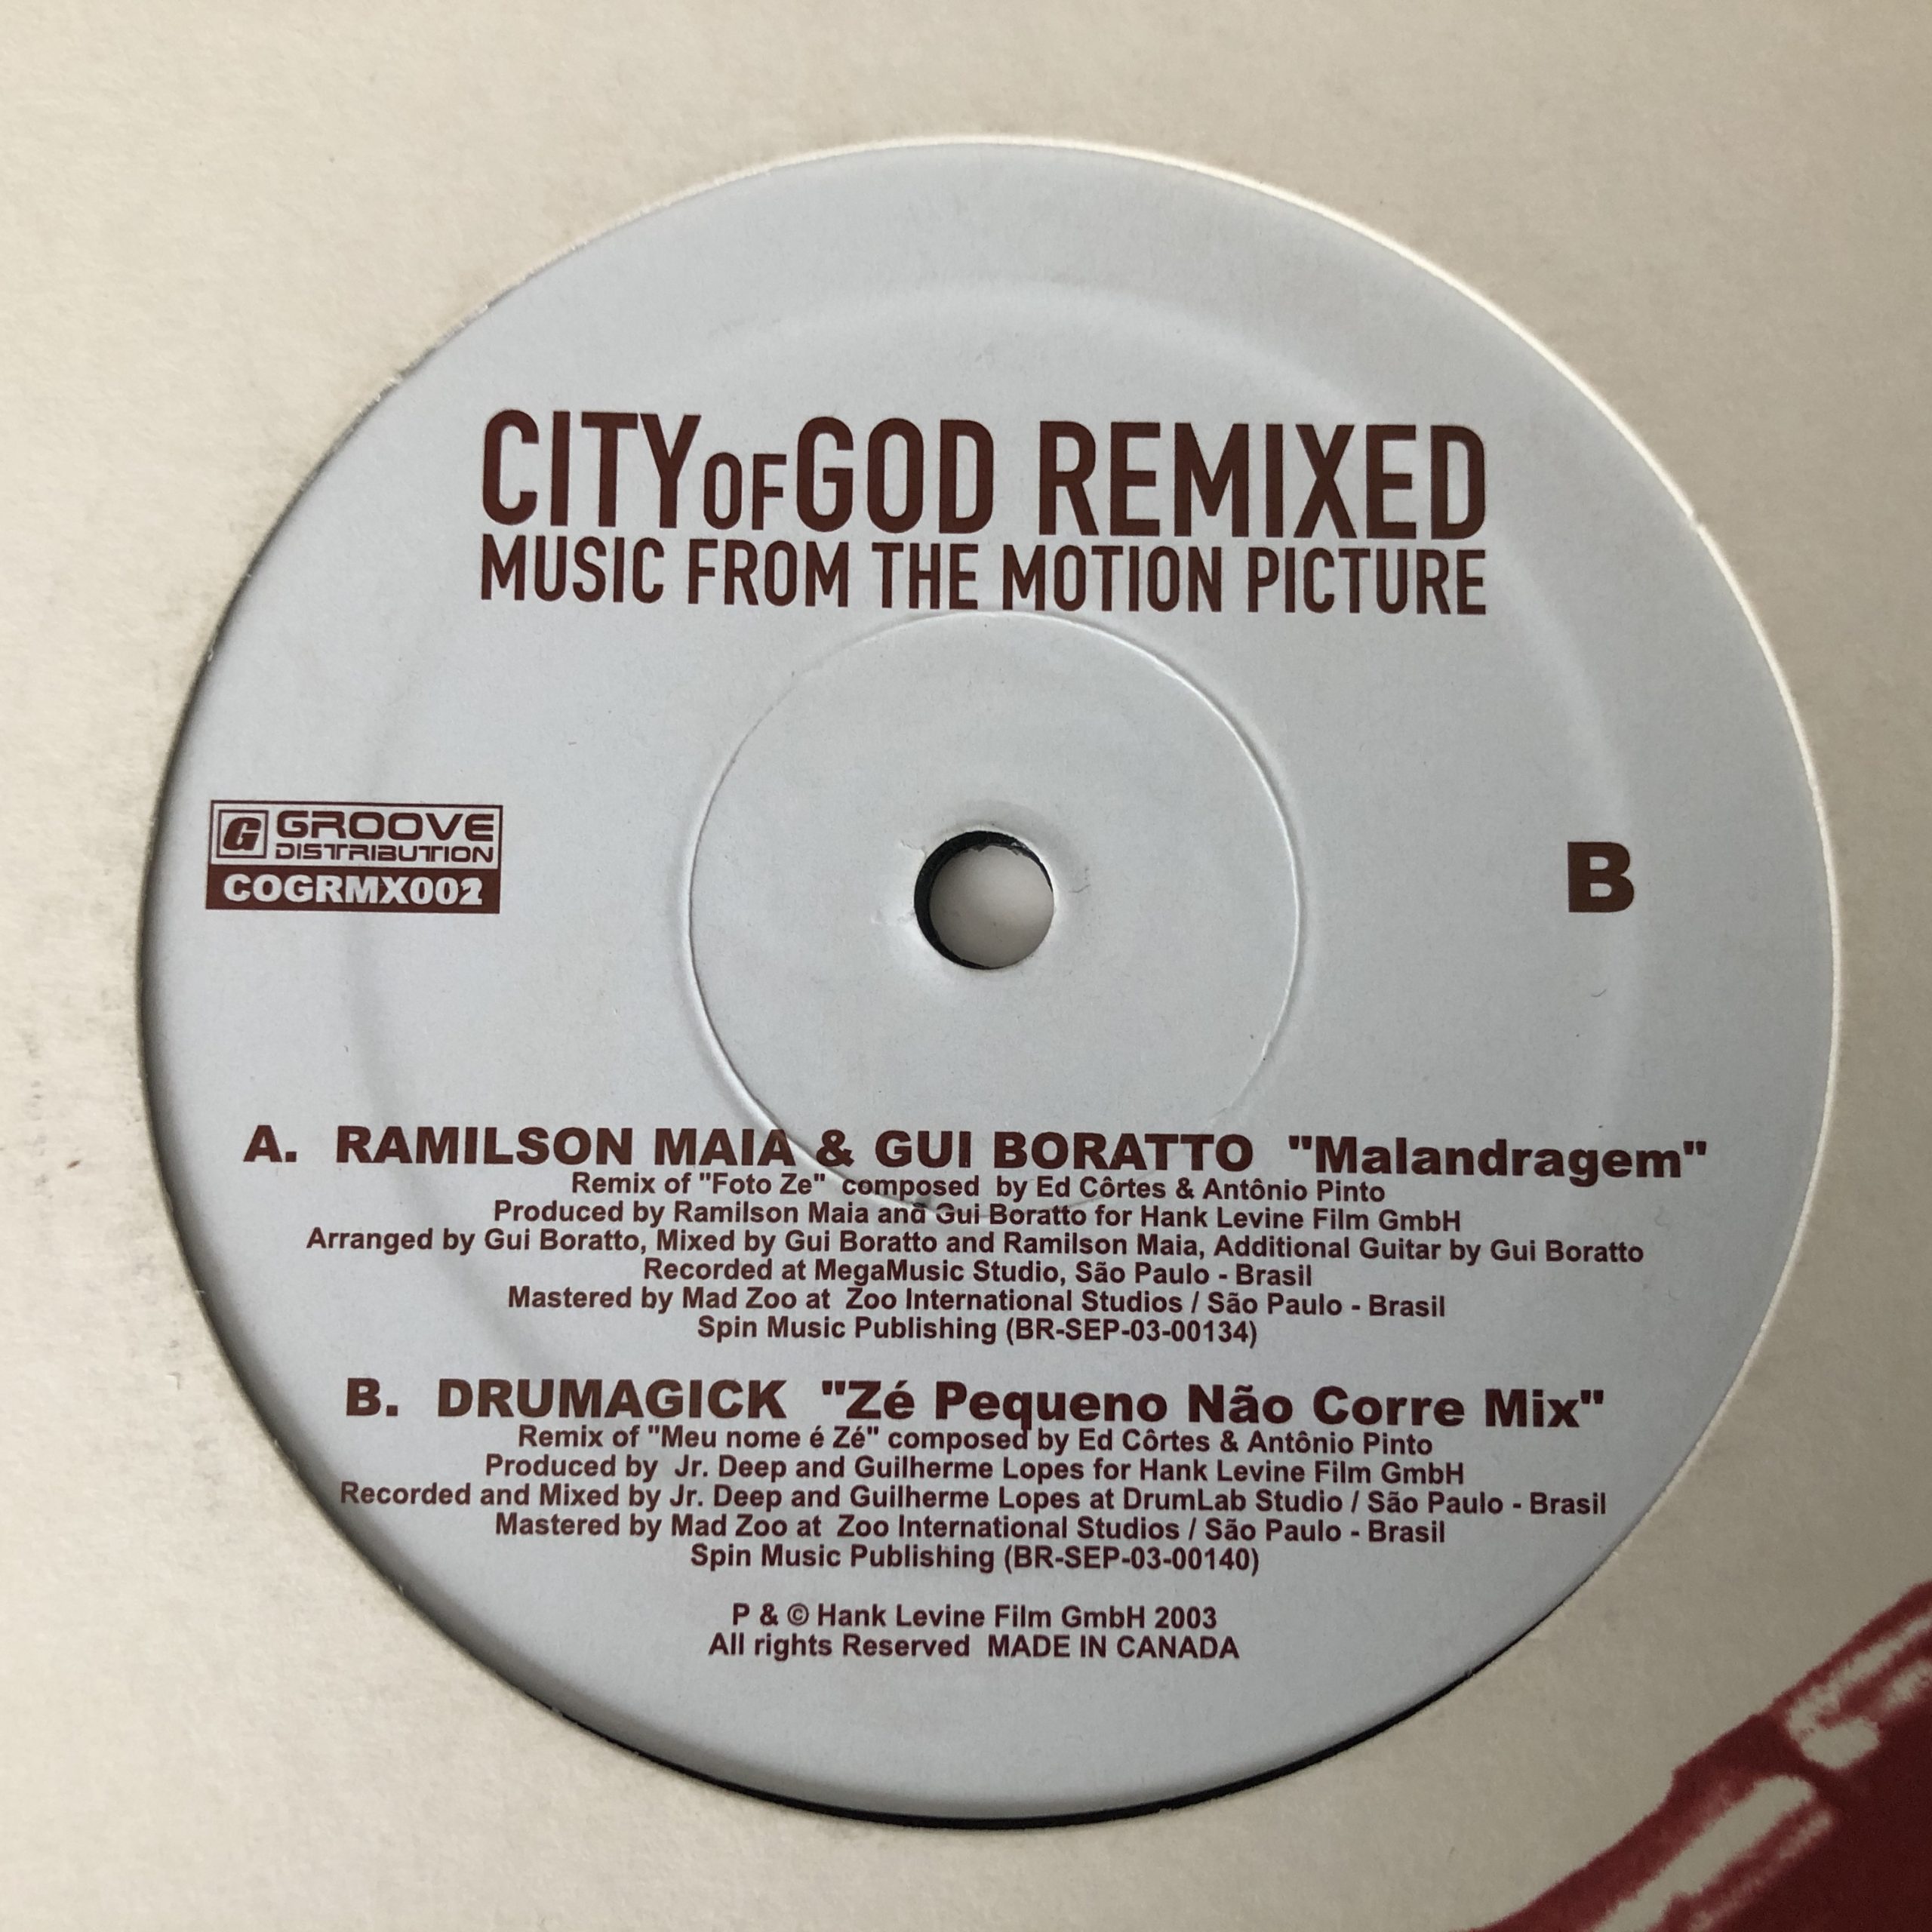 CITY OF GOD REMIXED
MUSIC FROM THE MOTION PICTURE
G GROOVE
DISTRIBUTION
COGRMX002
B
A. RAMILSON MAIA & GUI BORATTO "Malandragem"
Remix of "Foto Ze" composed by Ed Côrtes & Antônio Pinto
Produced by Ramilson Maia and Gui Boratto for Hank Levine Film GmbH
Arranged by Gui Boratto, Mixed by Gui Boratto and Ramilson Maia, Additional Guitar by Gui Boratto
Recorded at MegaMusic Studio, São Paulo - Brasil
Mastered by Mad Zoo at Zoo International Studios / São Paulo - Brasil
Spin Music Publishing (BR-SEP-03-00134)
B. DRUMAGICK "Zé Pequeno Não Corre Mix"
Remix of "Meu nome é Zé" composed by Ed Côrtes & Antônio Pinto
Produced by Jr. Deep and Guilherme Lopes for Hank Levine Film GmbH
Recorded and Mixed by Jr. Deep and Guilherme Lopes at DrumLab Studio / São Paulo - Brasil
Mastered by Mad Zoo at Zoo International Studios / São Paulo - Brasil
Spin Music Publishing (BR-SEP-03-00140)
P & © Hank Levine Film GmbH 2003
All rights Reserved MADE IN CANADA